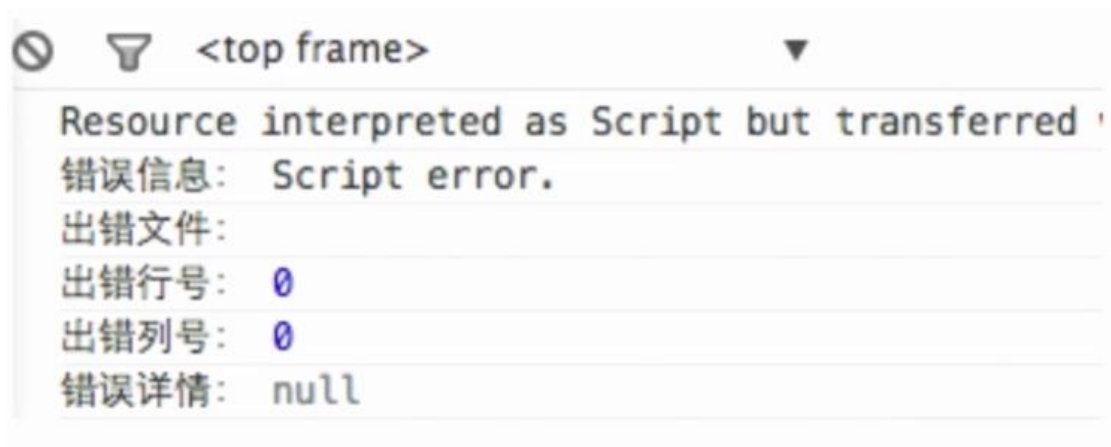 <top frame>
Resource interpreted as Script but transferred
错误信息: Script error.
出错文件:
出错行号: 0
出错列号: 0
错误详情: null